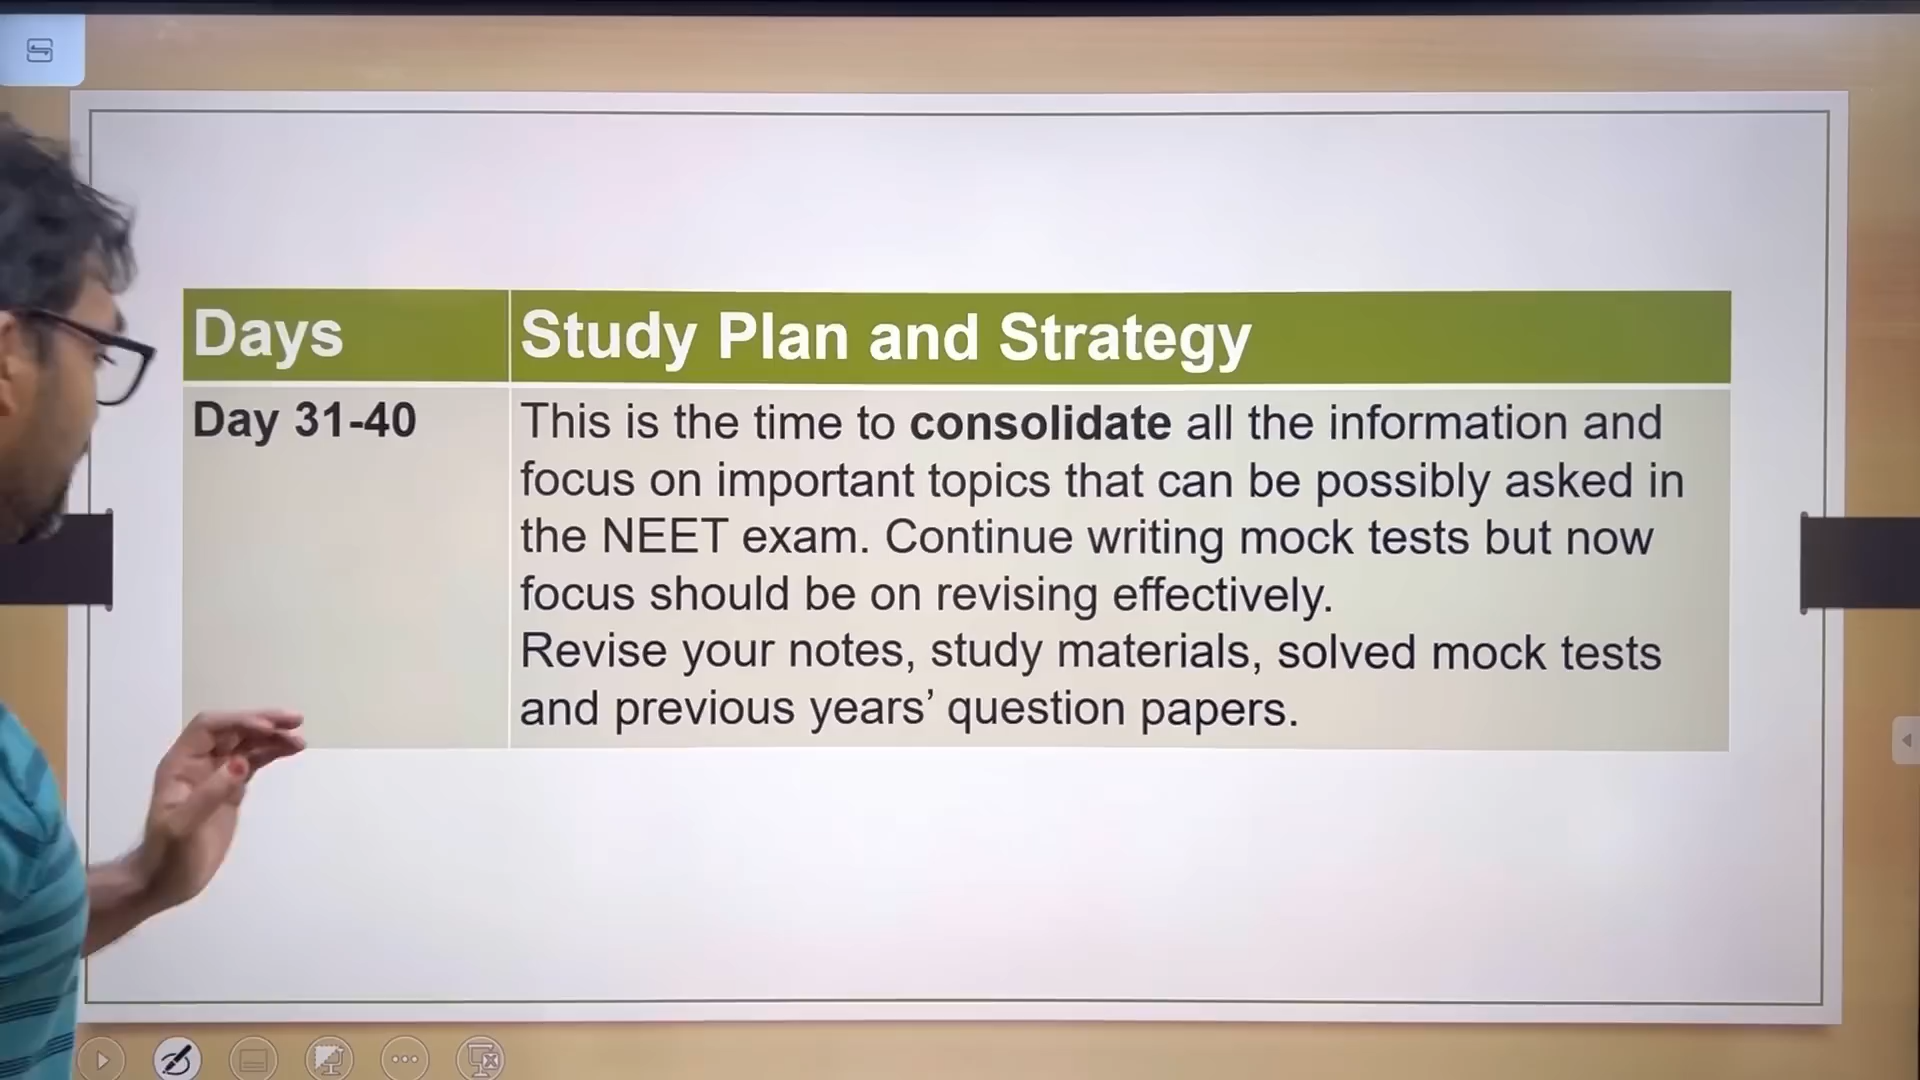 Days
Study Plan and Strategy
Day 31-40
This is the time to consolidate all the information and
focus on important topics that can be possibly asked in
the NEET exam. Continue writing mock tests but now
focus should be on revising effectively.
Revise your notes, study materials, solved mock tests
and previous years’ question papers.